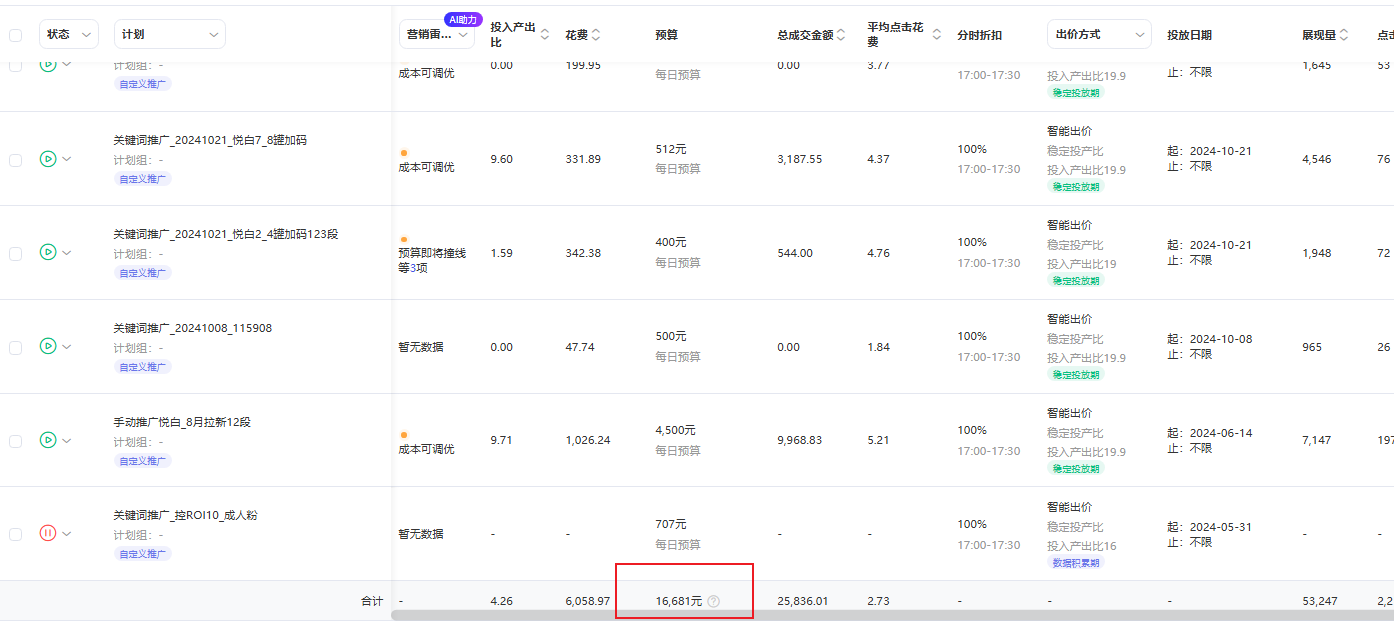 状态
计划
营销宙...
AI助力
投入产出
比
花费
预算
总成交金额
平均点击花
费
分时折扣
出价方式
投放日期
展现量
点击
计划组：-
自定义推广
成本可调优
0.00
199.95
每日预算
0.00
3.77
17:00-17:30
投入产出比19.9
稳定投放期
止：不限
1,645
53
关键词推广_20241021_悦白7_8罐加码
计划组：-
自定义推广
成本可调优
9.60
331.89
512元
每日预算
3,187.55
4.37
100%
17:00-17:30
智能出价
稳定投产比
投入产出比19.9
稳定投放期
起：2024-10-21
止：不限
4,546
76
关键词推广_20241021_悦白2_4罐加码123段
计划组：-
自定义推广
预算即将撞线
等3项
1.59
342.38
400元
每日预算
544.00
4.76
100%
17:00-17:30
智能出价
稳定投产比
投入产出比19
稳定投放期
起：2024-10-21
止：不限
1,948
72
关键词推广_20241008_115908
计划组：-
自定义推广
暂无数据
0.00
47.74
500元
每日预算
0.00
1.84
100%
17:00-17:30
智能出价
稳定投产比
投入产出比19.9
稳定投放期
起：2024-10-08
止：不限
965
26
手动推广悦白_8月拉新12段
计划组：-
自定义推广
成本可调优
9.71
1,026.24
4,500元
每日预算
9,968.83
5.21
100%
17:00-17:30
智能出价
稳定投产比
投入产出比19.9
稳定投放期
起：2024-06-14
止：不限
7,147
197
关键词推广_控ROI10_成人粉
计划组：-
自定义推广
暂无数据
-
-
707元
每日预算
-
-
100%
17:00-17:30
智能出价
稳定投产比
投入产出比16
数据积累期
起：2024-05-31
止：不限
-
-
合计
-
4.26
6,058.97
16,681元
25,836.01
2.73
-
-
-
53,247
2,2